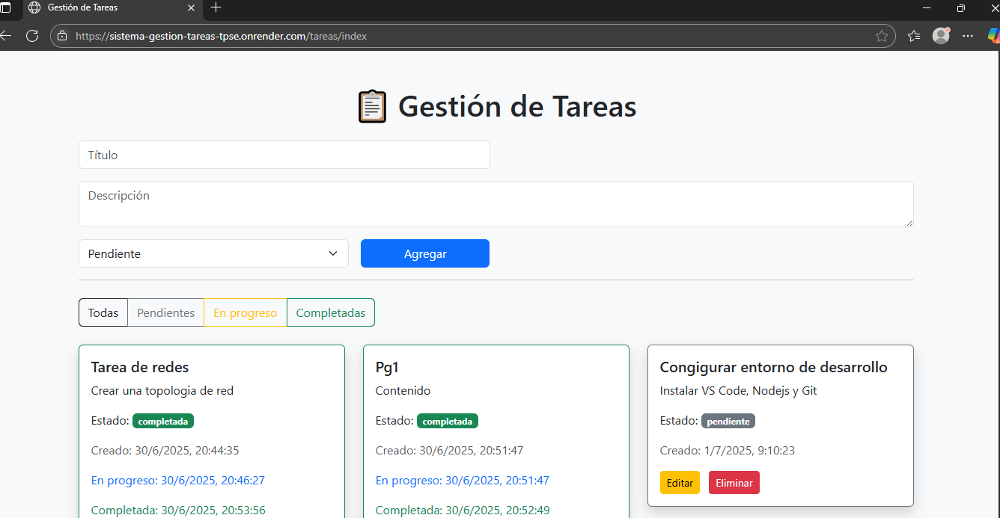 Gestión de Tareas
https://sistema-gestion-tareas-tpse.onrender.com/tareas/index
Gestión de Tareas
Título
Descripción
Pendiente
Agregar
Todas
Pendientes
En progreso
Completadas
Tarea de redes
Crear una topologia de red
Estado: completada
Creado: 30/6/2025, 20:44:35
En progreso: 30/6/2025, 20:46:27
Completada: 30/6/2025, 20:53:56
Pg1
Contenido
Estado: completada
Creado: 30/6/2025, 20:51:47
En progreso: 30/6/2025, 20:51:47
Completada: 30/6/2025, 20:52:49
Congigurar entorno de desarrollo
Instalar VS Code, Nodejs y Git
Estado: pendiente
Creado: 1/7/2025, 9:10:23
Editar
Eliminar